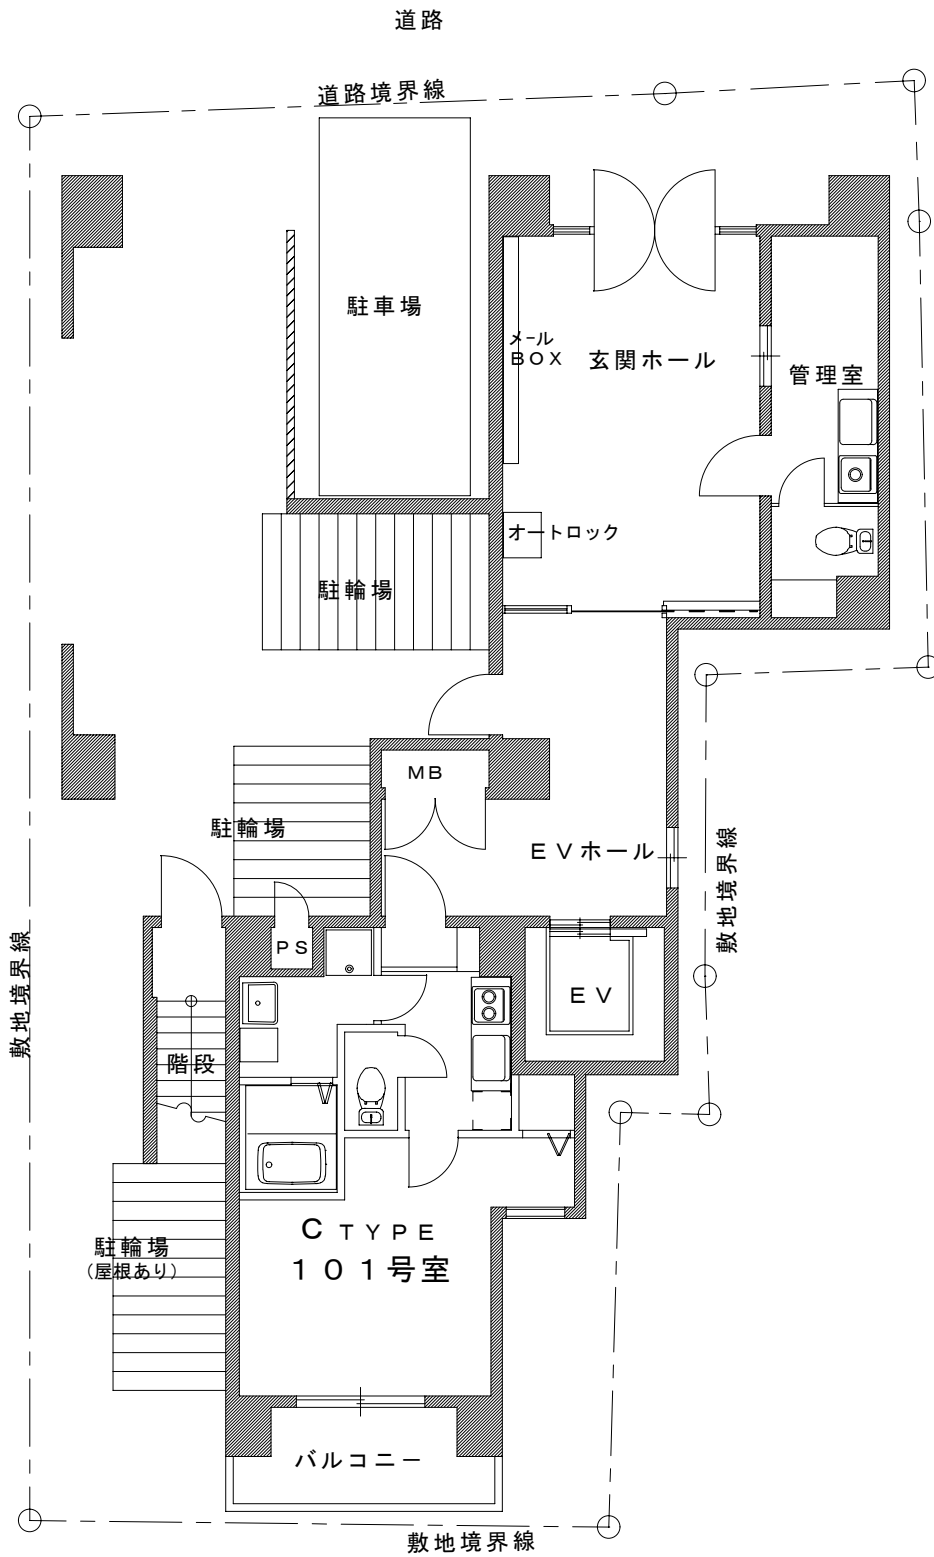 道路
道路境界線
駐車場
メール
BOX
玄関ホール
管理室
オートロック
駐輪場
MB
駐輪場
EVホール
敷地境界線
敷地境界線
PS
EV
階段
駐輪場
(屋根あり)
C TYPE
101号室
バルコニー
敷地境界線